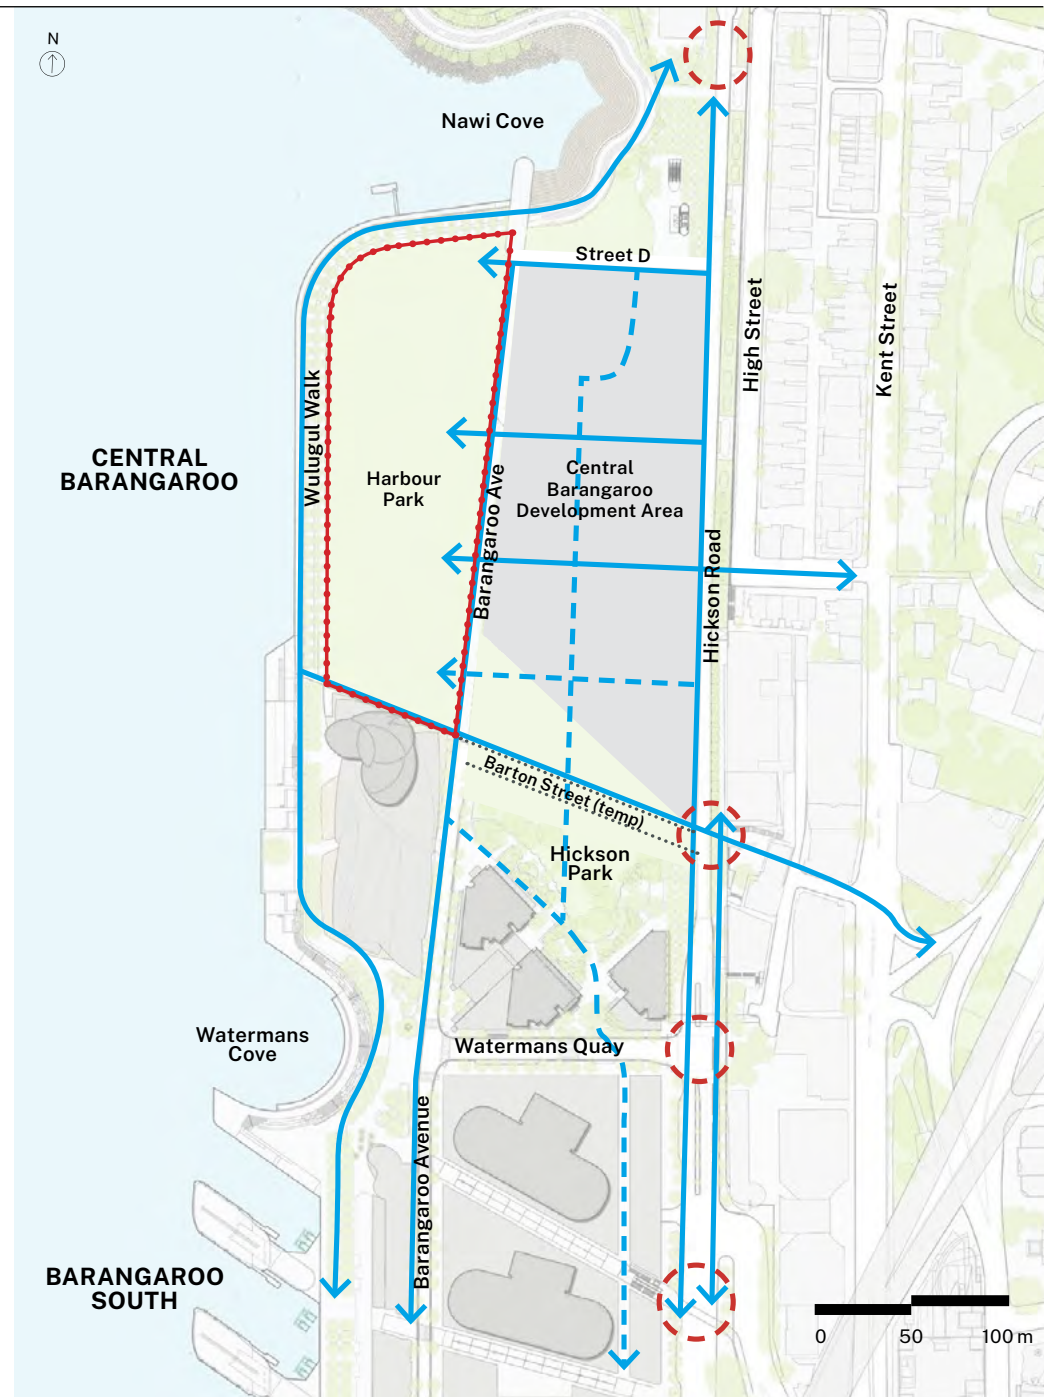 N
Nawi Cove
Street D
High Street
Kent Street
Wulugul Walk
CENTRAL
BARANGAROO
Harbour
Park
Barangaroo Ave
Central
Barangaroo
Development Area
Hickson Road
Barton Street (temp)
Hickson
Park
Watermans
Cove
Watermans Quay
Barangaroo Avenue
BARANGAROO
SOUTH
0
50
100 m